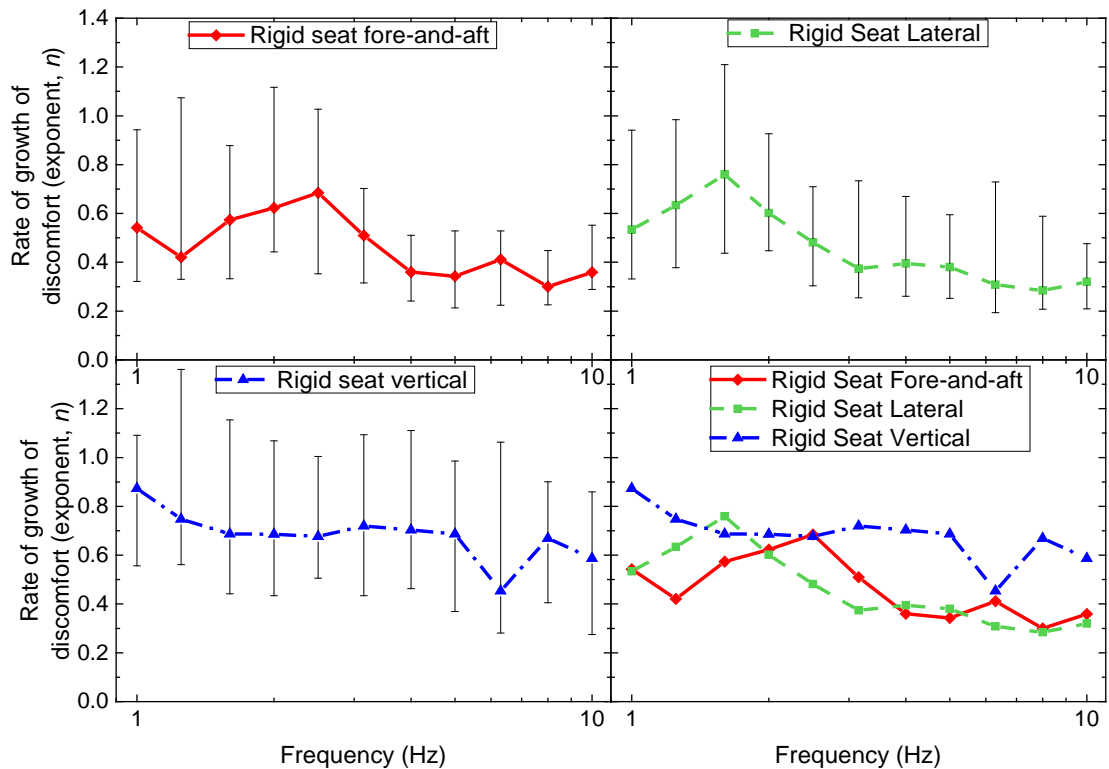 Rigid seat fore-and-aft
Rigid Seat Lateral
Rate of growth of
discomfort (exponent, n)
1.4
1.2
1.0
0.8
0.6
0.4
0.2
0.0
1
10
1
10
Rigid seat vertical
Rigid Seat Fore-and-aft
Rigid Seat Lateral
Rigid Seat Vertical
Rate of growth of
discomfort (exponent, n)
1.2
1.0
0.8
0.6
0.4
0.2
0.0
1
10
1
10
Frequency (Hz)
Frequency (Hz)